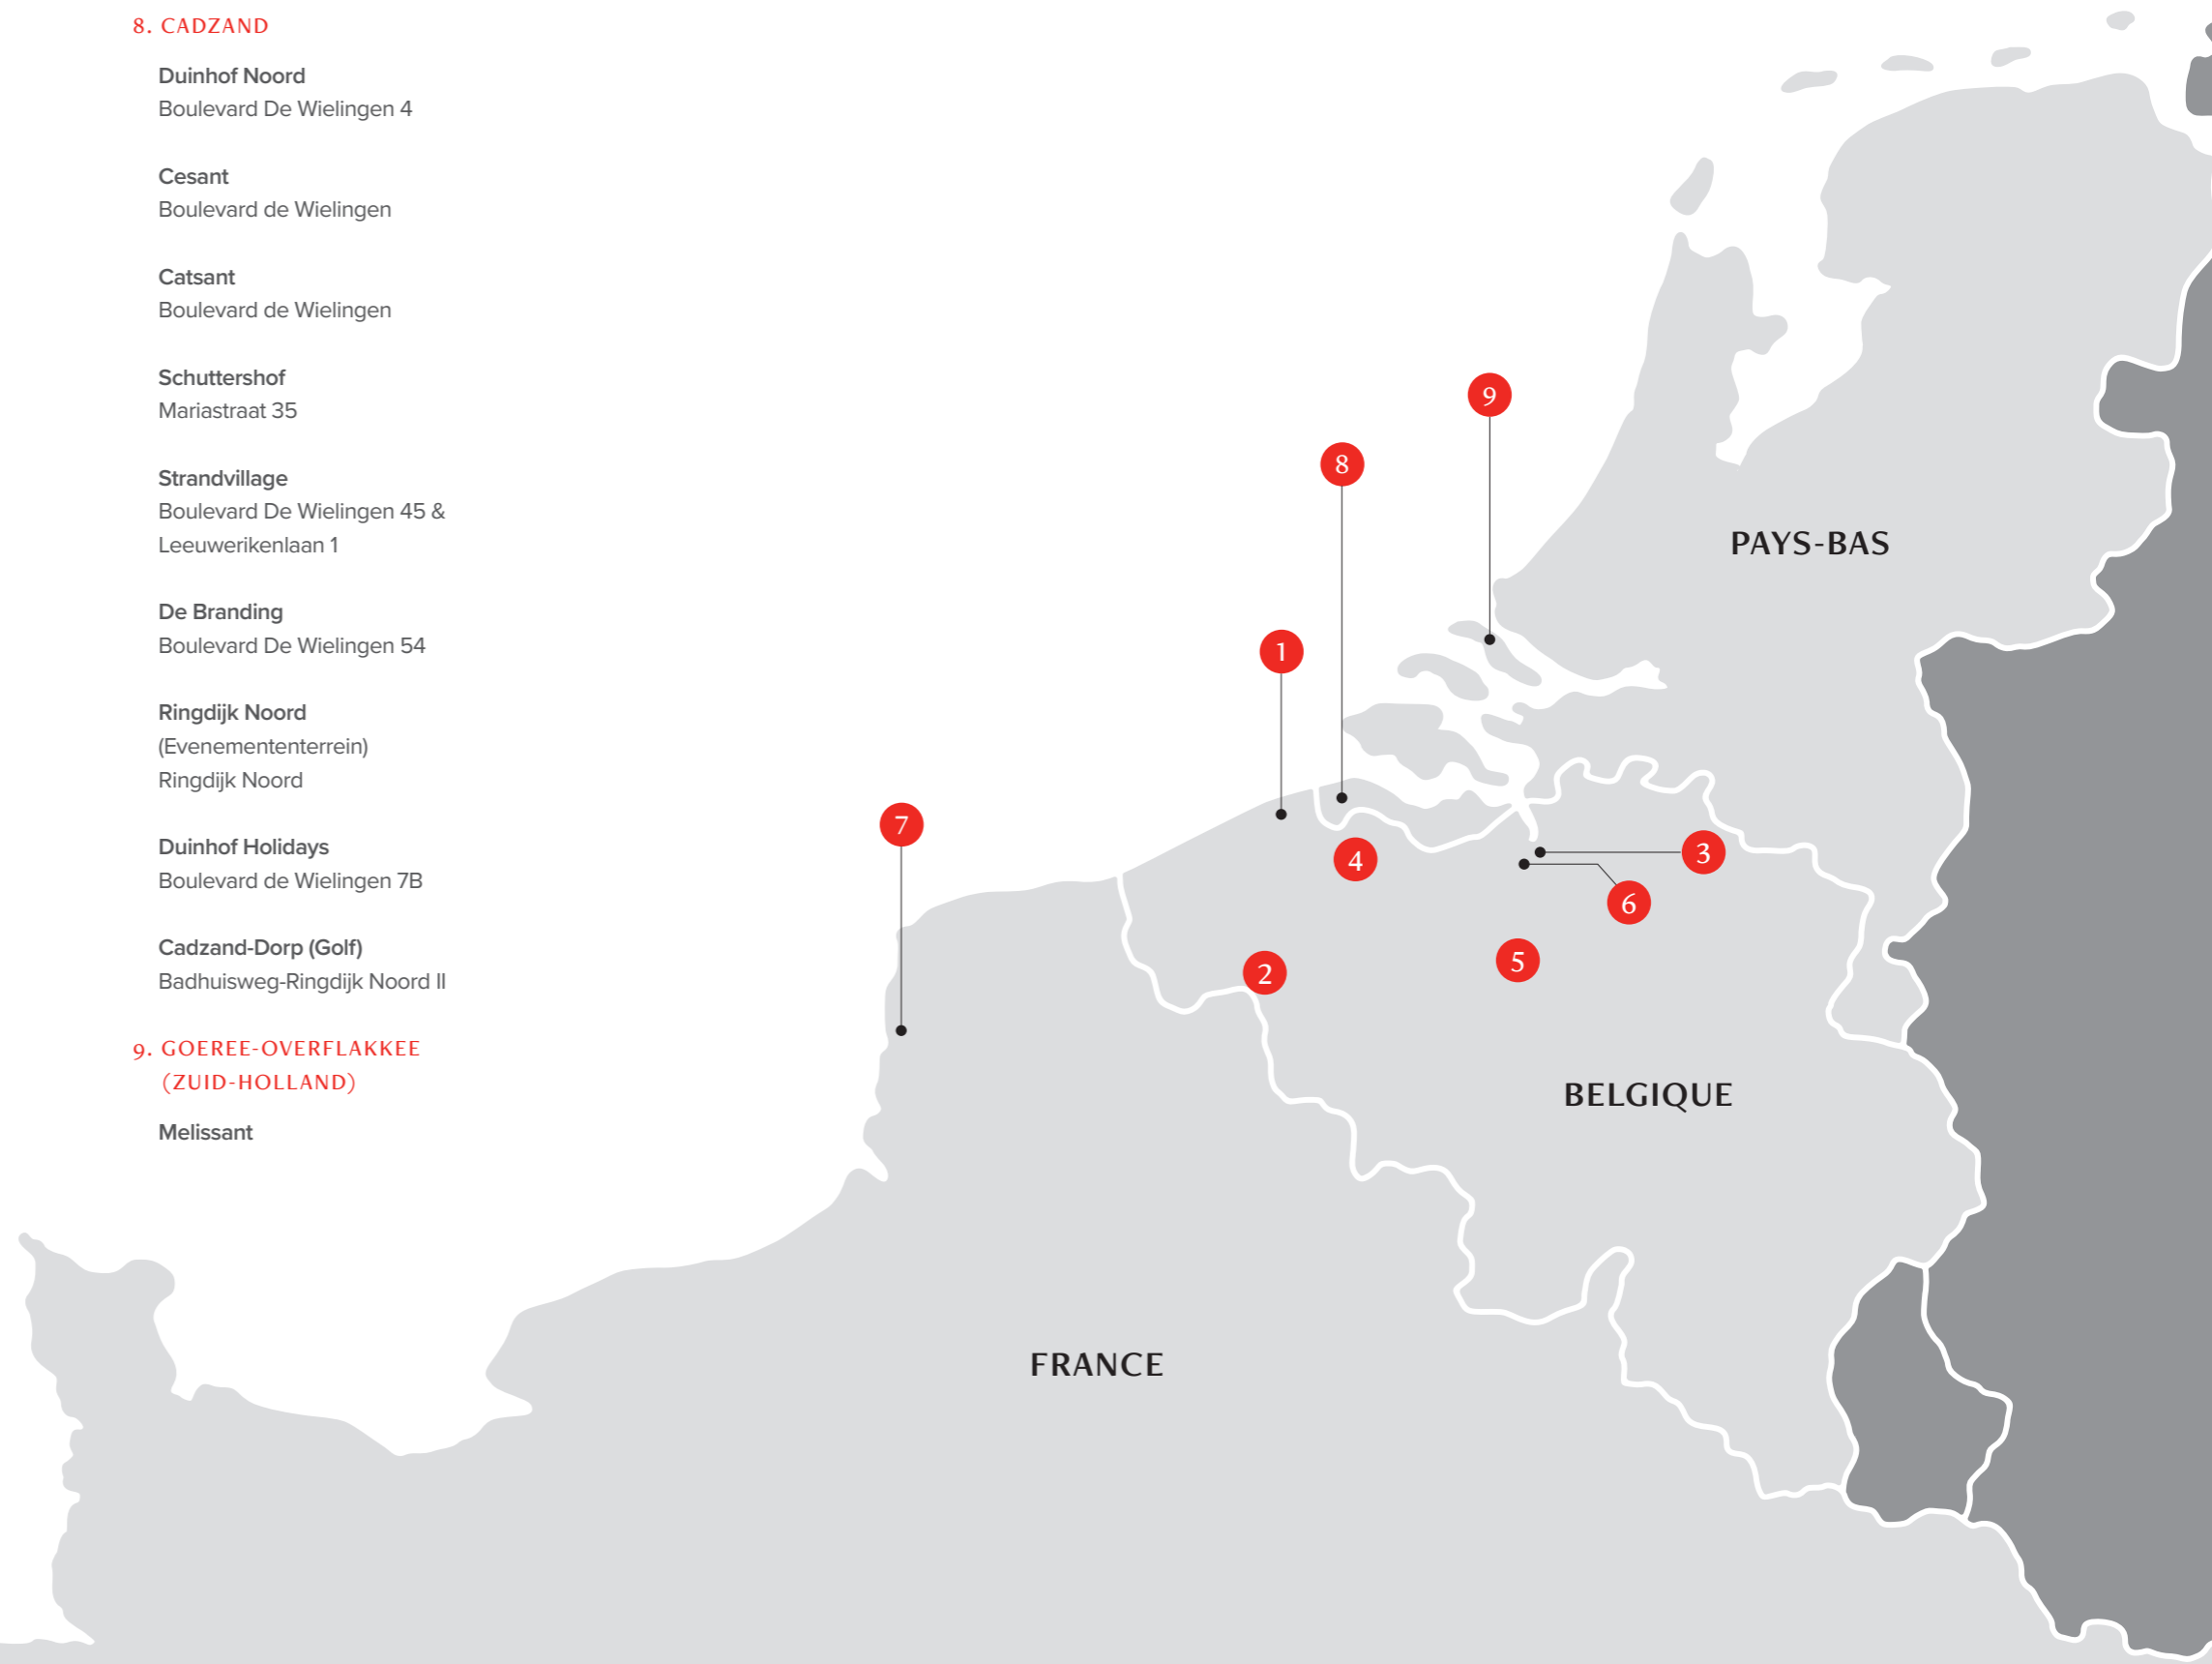 8. CADZAND
Duinhof Noord
Boulevard De Wielingen 4
Cesant
Boulevard de Wielingen
Catsant
Boulevard de Wielingen
Schuttershof
Mariastraat 35
Strandvillage
Boulevard De Wielingen 45 &
Leeuwerikenlaan 1
De Branding
Boulevard De Wielingen 54
Ringdijk Noord
(Evenemententerrein)
Ringdijk Noord
Duinhof Holidays
Boulevard de Wielingen 7B
Cadzand-Dorp (Golf)
Badhuisweg-Ringdijk Noord II
9. GOEREE-OVERFLAKKEE
(ZUID-HOLLAND)
Melissant
9
8
PAYS-BAS
1
7
4
3
6
5
2
BELGIQUE
FRANCE